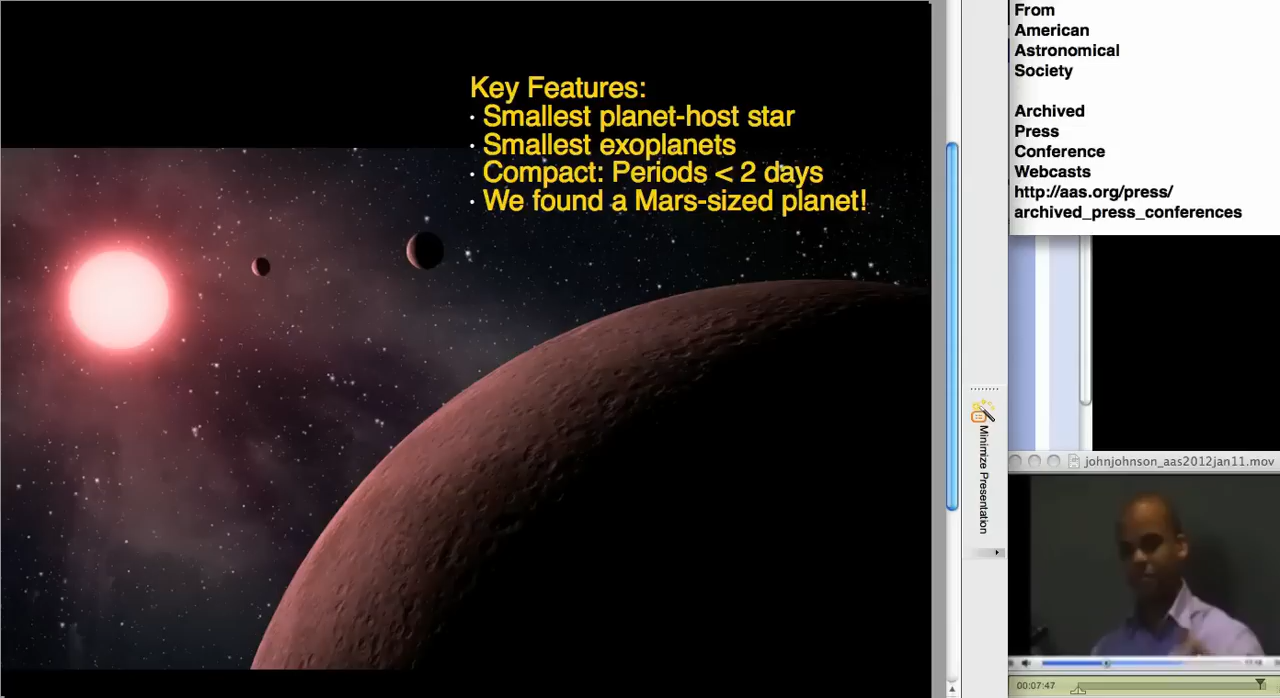 Key Features:
· Smallest planet-host star
· Smallest exoplanets
· Compact: Periods < 2 days
· We found a Mars-sized planet!
From
American
Astronomical
Society
Archived
Press
Conference
Webcasts
http://aas.org/press/
archived_press_conferences
Minimize Presentation
johnjohnson_aas2012jan11.mov
00:07:47